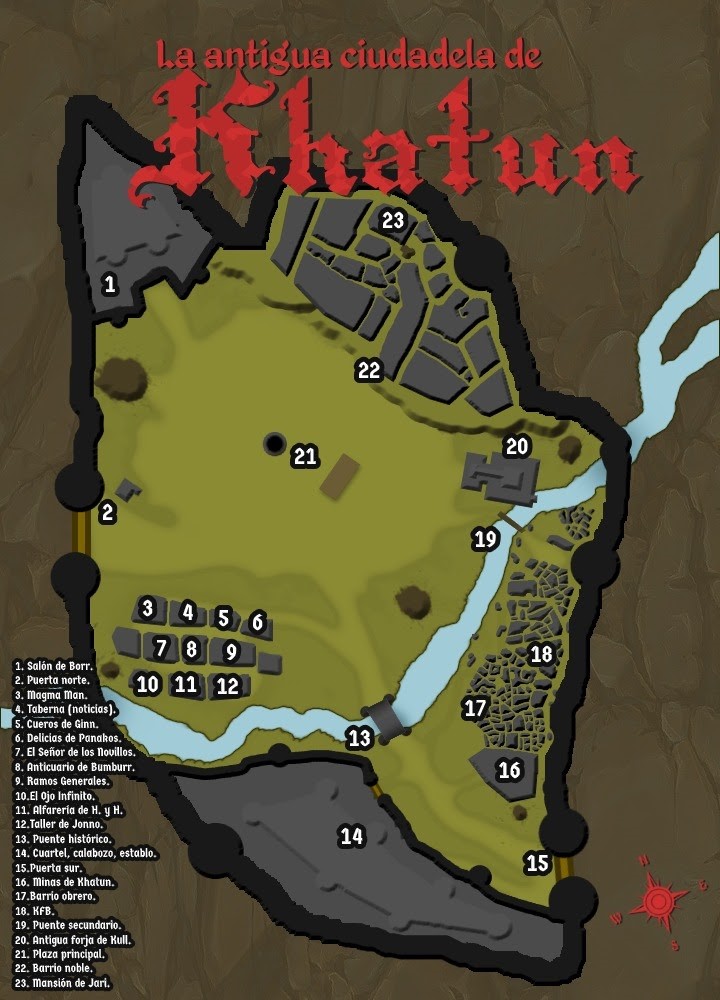 La antigua ciudadela de
Khatun
23
1
22
20
21
2
19
3 4 5 6
7 8 9
10 11 12
18
17
13
16
14
15
N
E
W
S
1. Salón de Borr.
2. Puerta norte.
3. Magma Man.
4. Taberna (noticias).
5. Cueros de Ginn.
6. Delicias de Panakos.
7. El Señor de los Novillos.
8. Anticuario de Bumburr.
9. Ramos Generales.
10.El Ojo Infinito.
11. Alfarería de H. y H.
12.Taller de Jonno.
13. Puente histórico.
14. Cuartel, calabozo, establo.
15.Puerta sur.
16. Minas de Khatun.
17.Barrio obrero.
18. KFB.
19. Puente secundario.
20. Antigua forja de Kull.
21. Plaza principal.
22. Barrio noble.
23. Mansión de Jari.